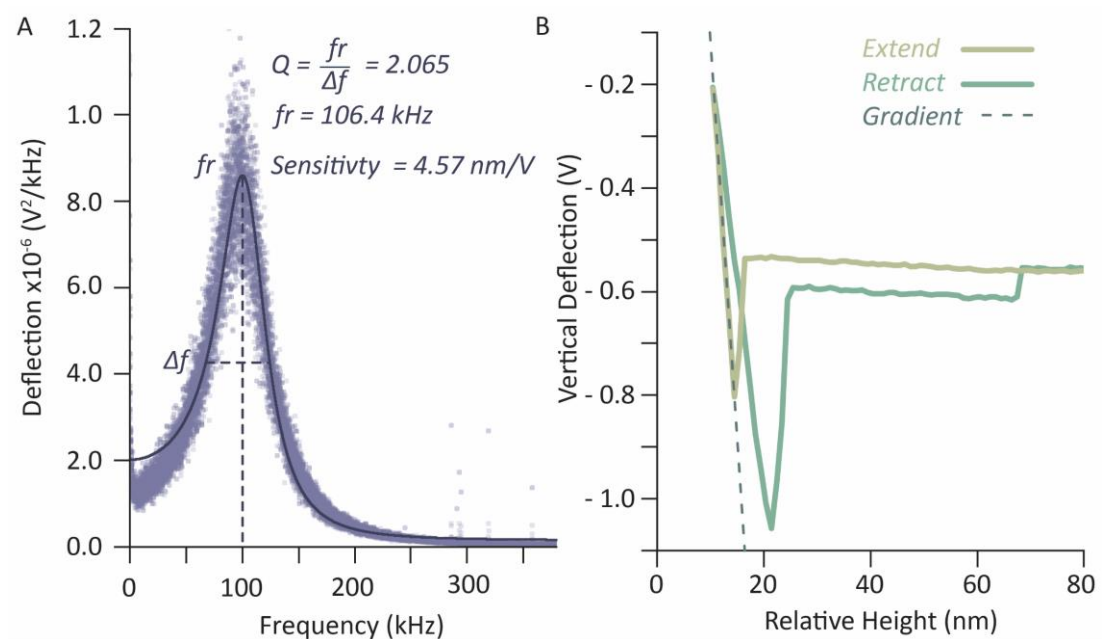 A
Q = fr / Δf = 2.065
fr = 106.4 kHz
fr
Sensitivty = 4.57 nm/V
Δf
1.2
1.0
8.0
6.0
4.0
2.0
0.0
Deflection x10⁻⁶ (V²/kHz)
0 100 200 300
Frequency (kHz)
B
Extend
Retract
Gradient
- 0.2
- 0.4
- 0.6
- 0.8
- 1.0
Vertical Deflection (V)
0 20 40 60 80
Relative Height (nm)